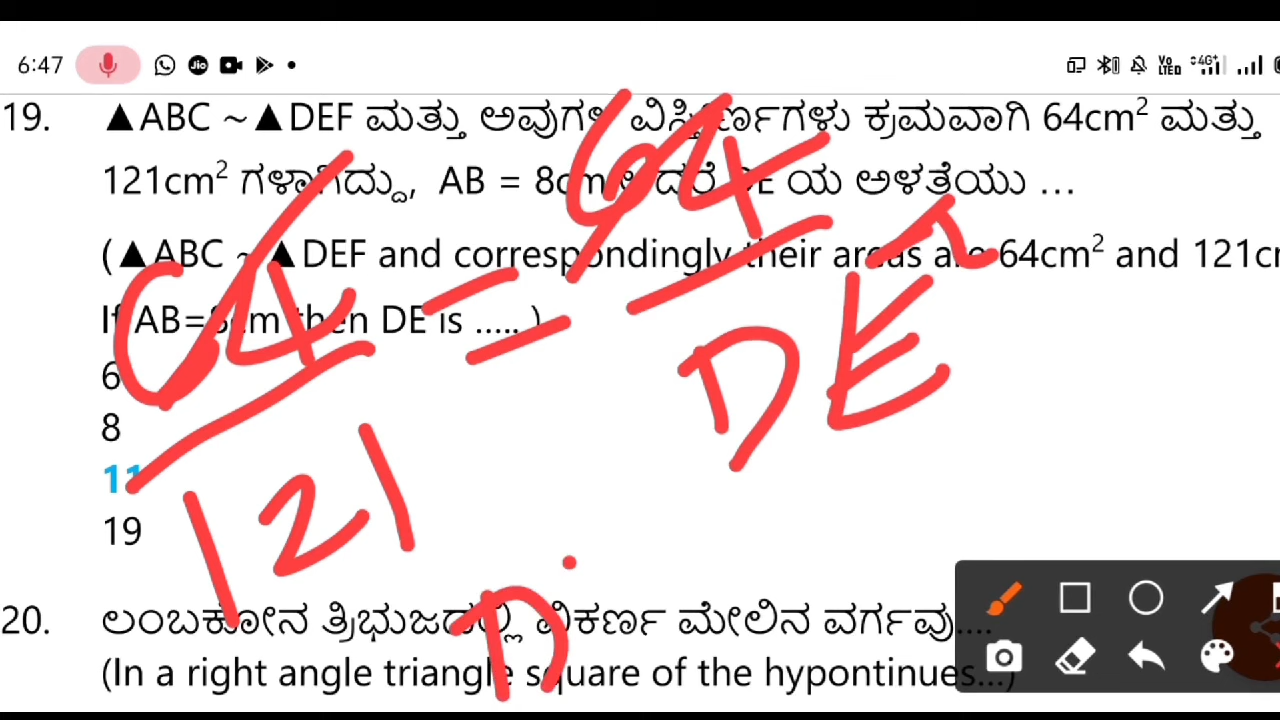 6:47
19. ▲ABC ~▲DEF ಮತ್ತು ಅವುಗಳ ವಿಸ್ತೀರ್ಣಗಳು ಕ್ರಮವಾಗಿ 64cm² ಮತ್ತು
121cm² ಗಳಾಗಿದ್ದು, AB = 8cm ಆದರೆ DE ಯ ಅಳತೆಯು ...
(▲ABC ~▲DEF and correspondingly their areas are 64cm² and 121c
If AB=8cm then DE is ..... )
6
8
11
19
64/121 = 64/DE²
D
20. ಲಂಬಕೋನ ತ್ರಿಭುಜದಲ್ಲಿ ವಿಕರ್ಣ ಮೇಲಿನ ವರ್ಗವು....
(In a right angle triangle square of the hypontinues...)